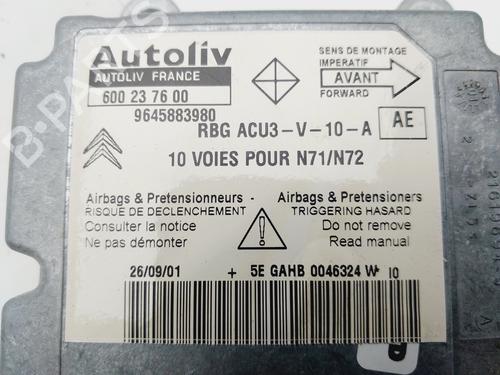 Autoliv
AUTOLIV FRANCE
600 23 76 00
9645883980
SENS DE MONTAGE
IMPERATIF
AVANT
FORWARD
RBG ACU3-V-10-A
AE
10 VOIES POUR N71/N72
Airbags & Pretensionneurs
RISQUE DE DECLENCHEMENT
Consulter la notice
Ne pas démonter
Airbags & Pretensioners
TRIGGERING HASARD
Do not remove
Read manual
26/09/01 + 5E GAHB 0046324 W 10
D